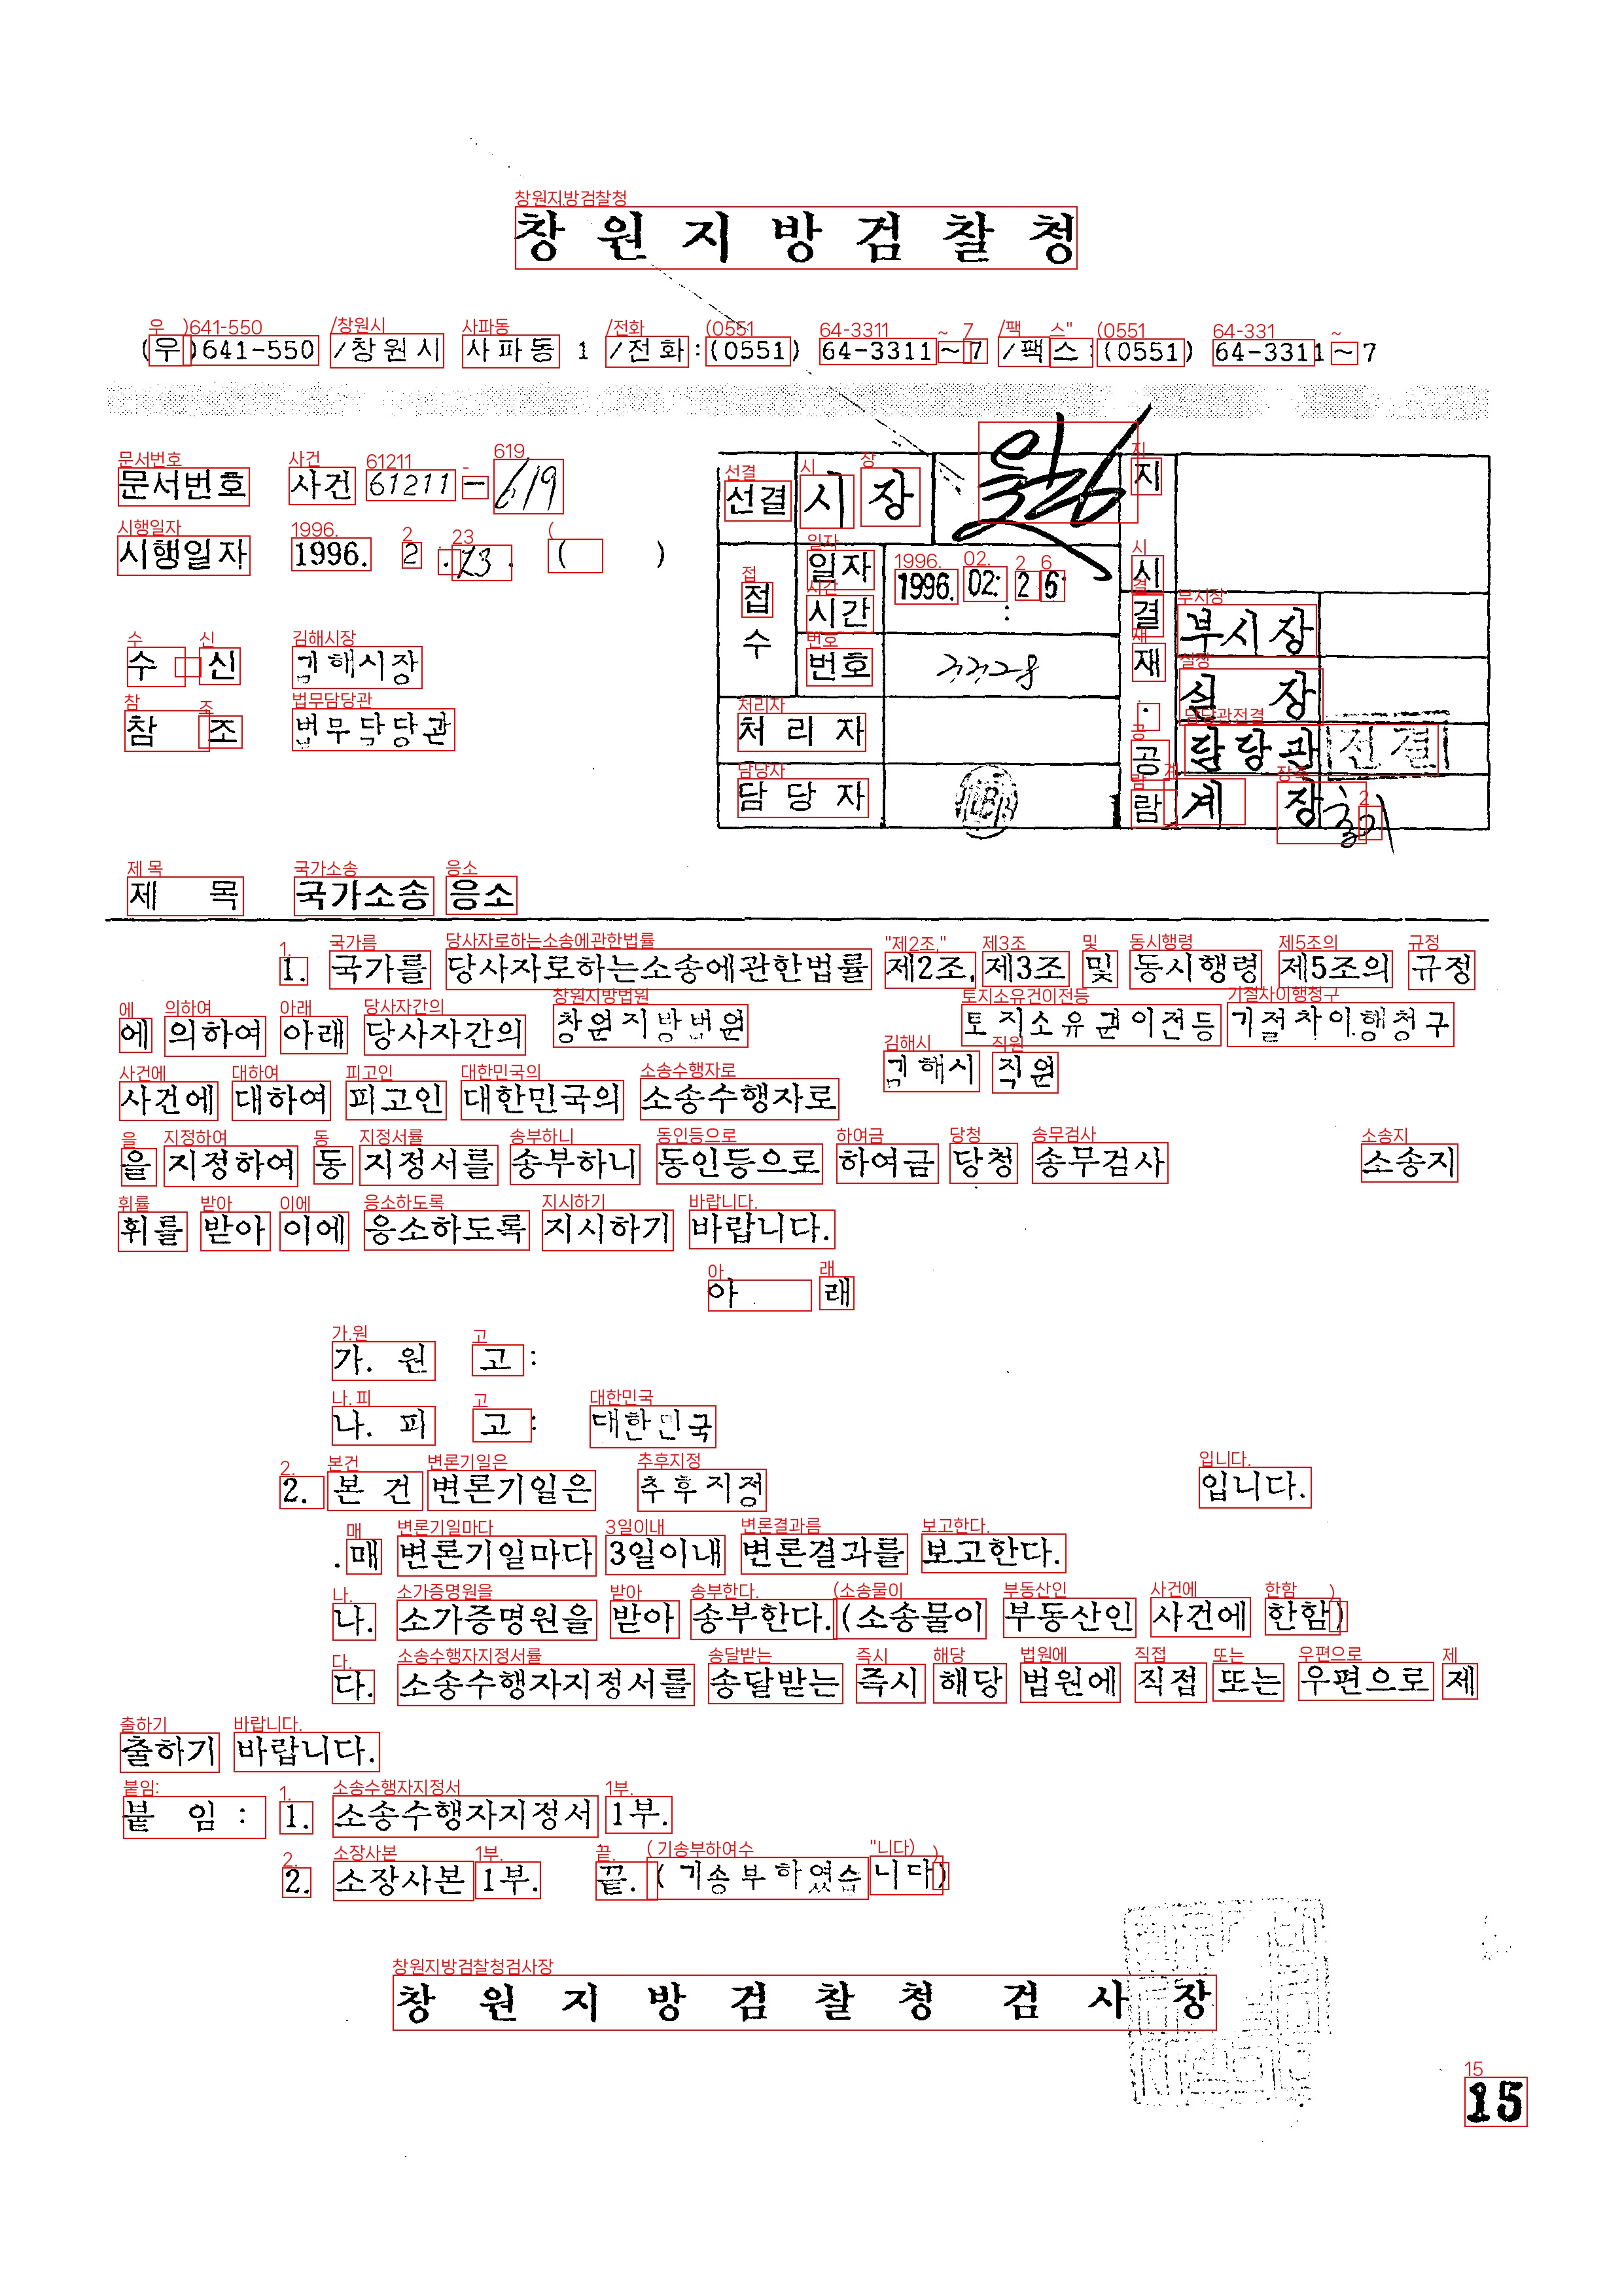 창원지방검찰청
(우)641-550 /창원시 사파동 1 /전화:(0551) 64-3311~7 /팩스:(0551) 64-3311~7
문서번호 사건 61211-619
시행일자 1996. 2. 23. ( )
수 신 김해시장
참 조 법무담당관
선결 시 장
접수 일자 시간 1996. 02. 26 :
번호 3328
처리자
담당자
지시
결재·공람
부시장
실 장
담당관 전결
계 장
제 목 국가소송 응소
1. 국가를 당사자로하는소송에관한법률 제2조, 제3조 및 동시행령 제5조의 규정
에 의하여 아래 당사자간의 창원지방법원 토지소유권이전등기절차이행청구
사건에 대하여 피고인 대한민국의 소송수행자로 김해시 직원
을 지정하여 동 지정서를 송부하니 동인등으로 하여금 당청 송무검사 소송지
휘를 받아 이에 응소하도록 지시하기 바랍니다.
아 래
가. 원 고 :
나. 피 고 : 대한민국
2. 본 건 변론기일은 추후지정 입니다.
. 매 변론기일마다 3일이내 변론결과를 보고한다.
나. 소가증명원을 받아 송부한다.(소송물이 부동산인 사건에 한함)
다. 소송수행자지정서를 송달받는 즉시 해당 법원에 직접 또는 우편으로 제
출하기 바랍니다.
붙 임 : 1. 소송수행자지정서 1부.
2. 소장사본 1부. 끝. (기송부하였습니다)
창원지방검찰청검사장
15